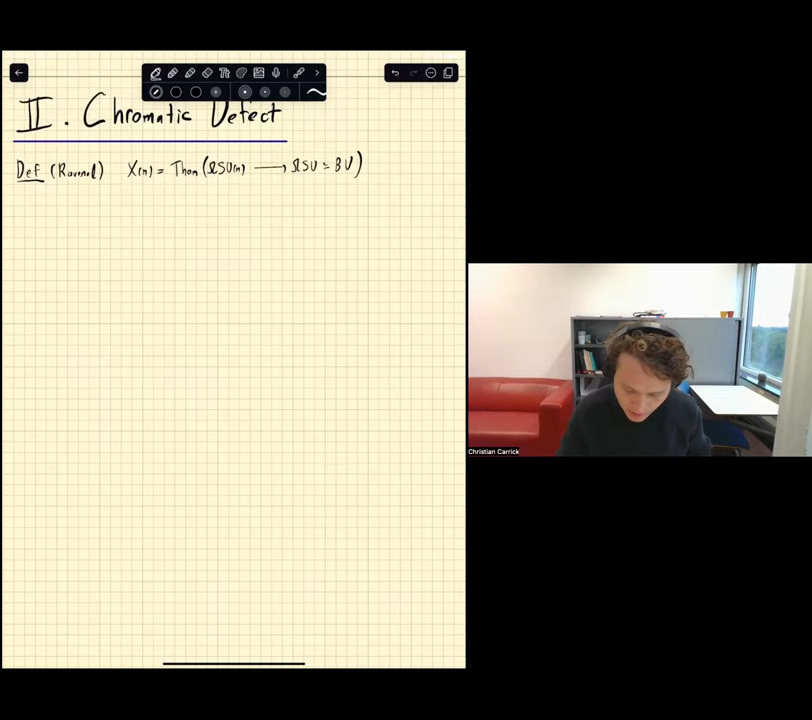 II. Chromatic Defect
Def (Ravenel) X(n) = Thom (ΩSU(n) ⟶ ΩSU ≃ BU)
Christian Carrick